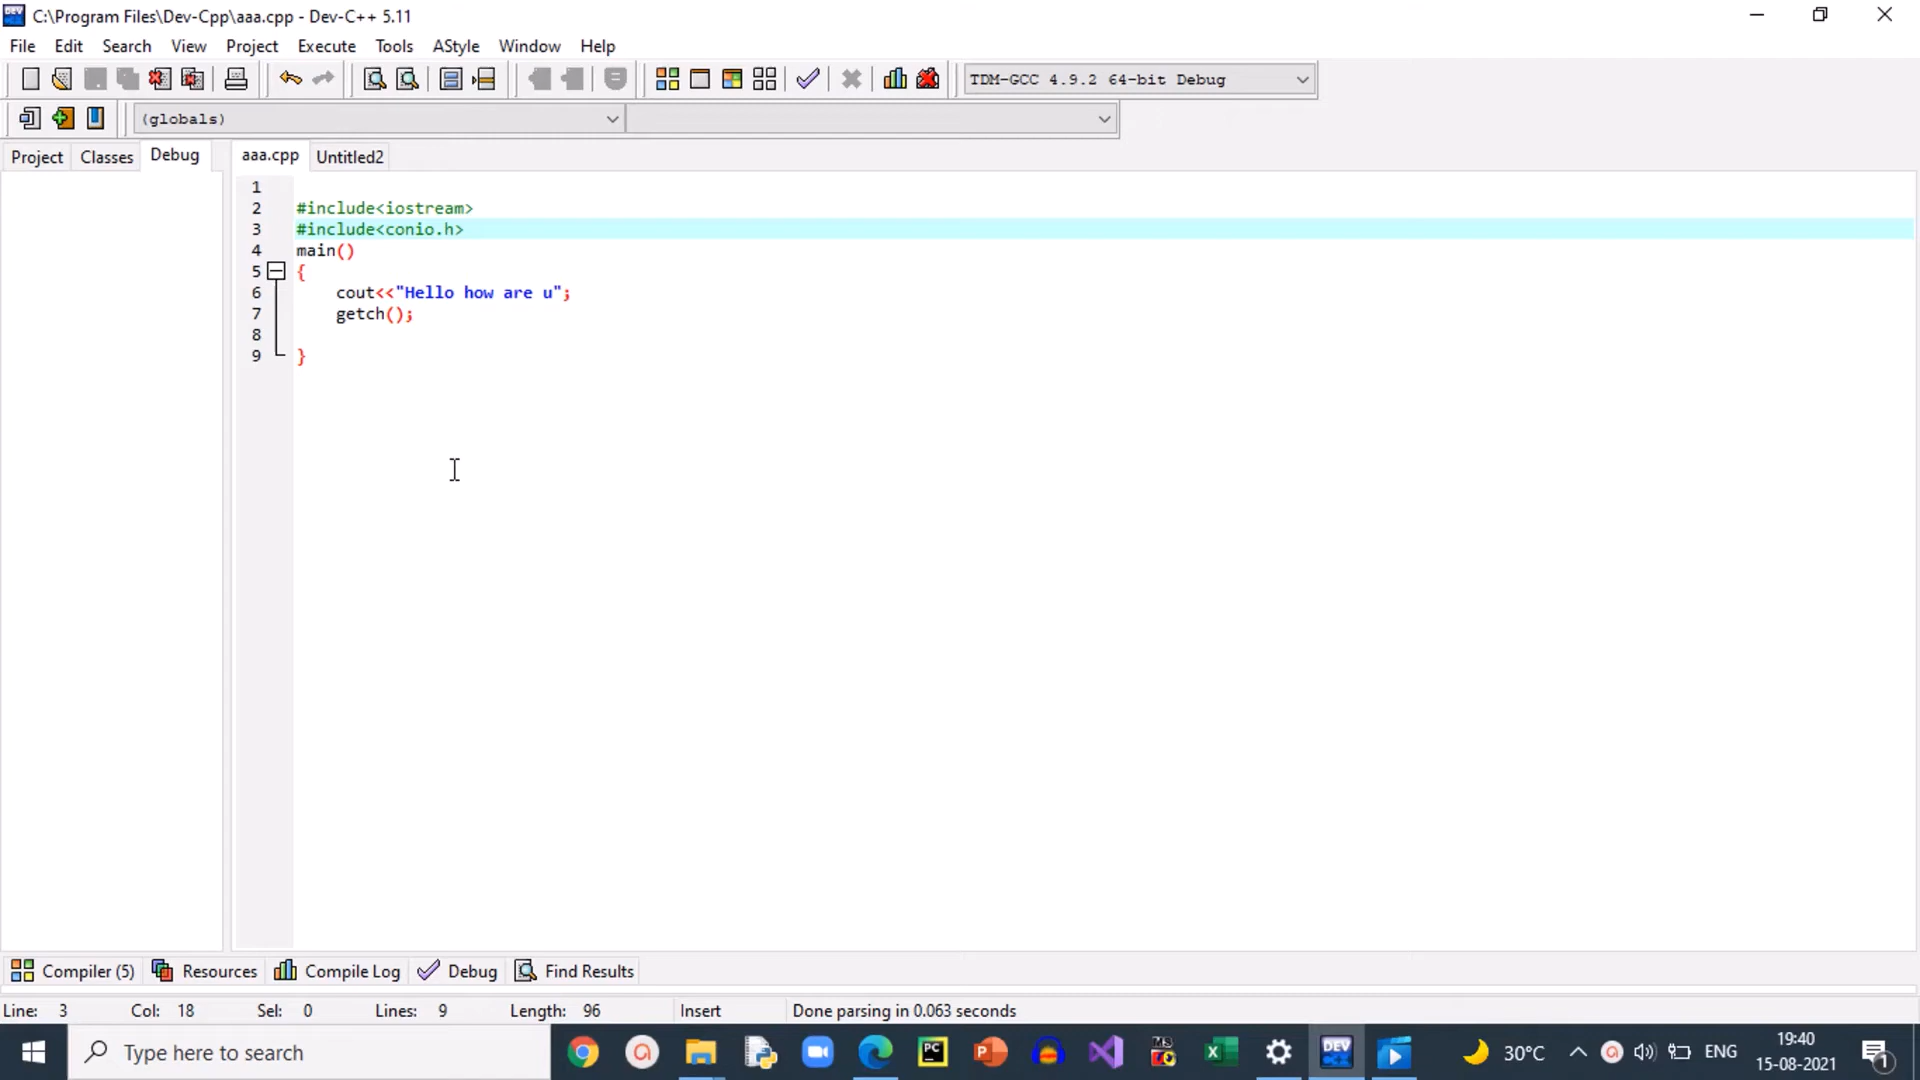 C:\Program Files\Dev-Cpp\aaa.cpp - Dev-C++ 5.11
File Edit Search View Project Execute Tools AStyle Window Help
TDM-GCC 4.9.2 64-bit Debug
(globals)
Project Classes Debug aaa.cpp Untitled2
1
2 #include<iostream>
3 #include<conio.h>
4 main()
5 {
6 cout<<"Hello how are u";
7 getch();
8
9 }
Compiler (5) Resources Compile Log Debug Find Results
Line: 3 Col: 18 Sel: 0 Lines: 9 Length: 96 Insert Done parsing in 0.063 seconds
Type here to search
30°C ENG
19:40
15-08-2021
1